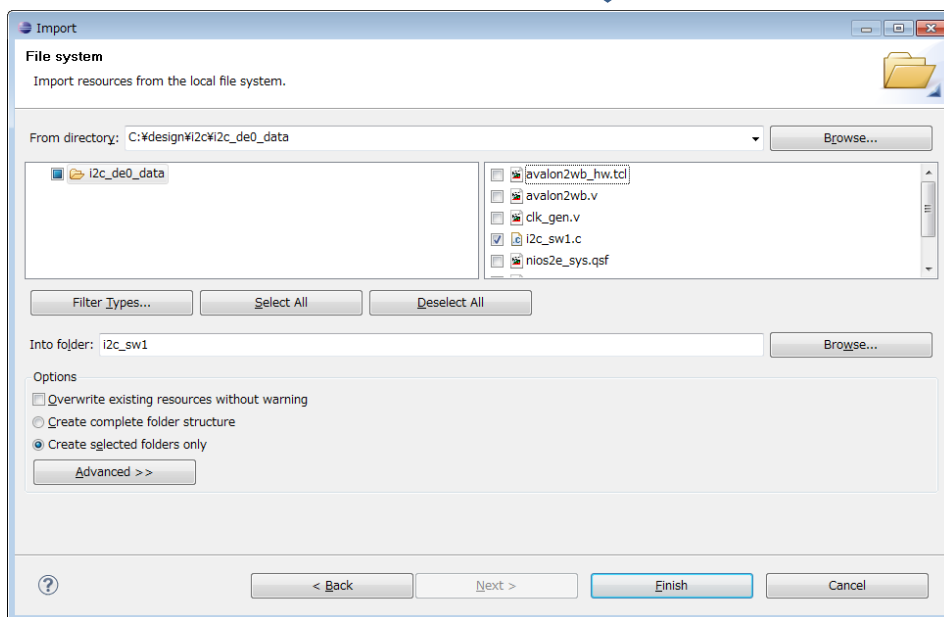 Import
File system
Import resources from the local file system.
From directory: C:¥design¥i2c¥i2c_de0_data
Browse...
i2c_de0_data
avalon2wb_hw.tcl
avalon2wb.v
clk_gen.v
i2c_sw1.c
nios2e_sys.qsf
Filter Types...
Select All
Deselect All
Into folder: i2c_sw1
Browse...
Options
Overwrite existing resources without warning
Create complete folder structure
Create selected folders only
Advanced >>
?
< Back
Next >
Finish
Cancel